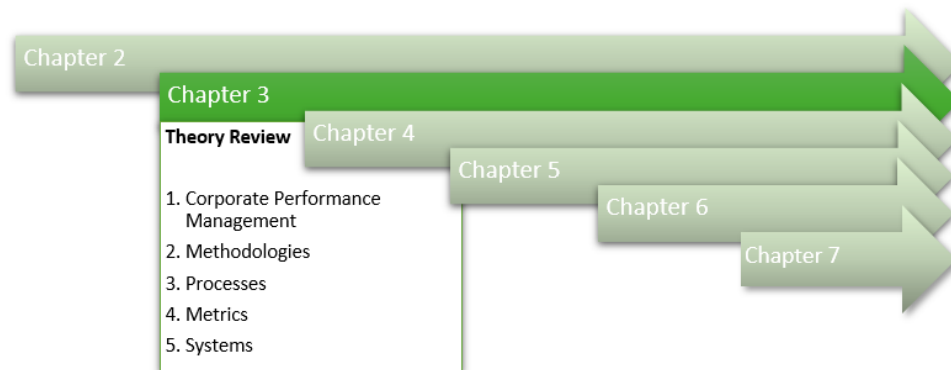 Chapter 2
Chapter 3
Theory Review
Chapter 4
Chapter 5
1. Corporate Performance
Management
Chapter 6
2. Methodologies
Chapter 7
3. Processes
4. Metrics
5. Systems